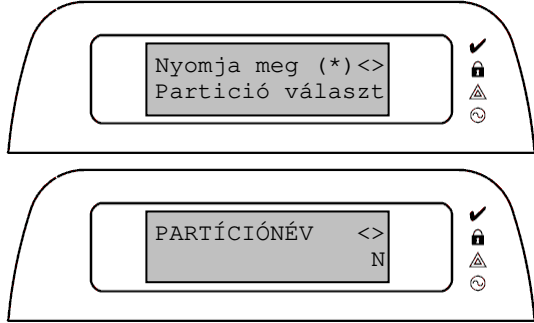 Nyomja meg (*)<>
Partició választ
PARTÍCIÓNÉV <>
N